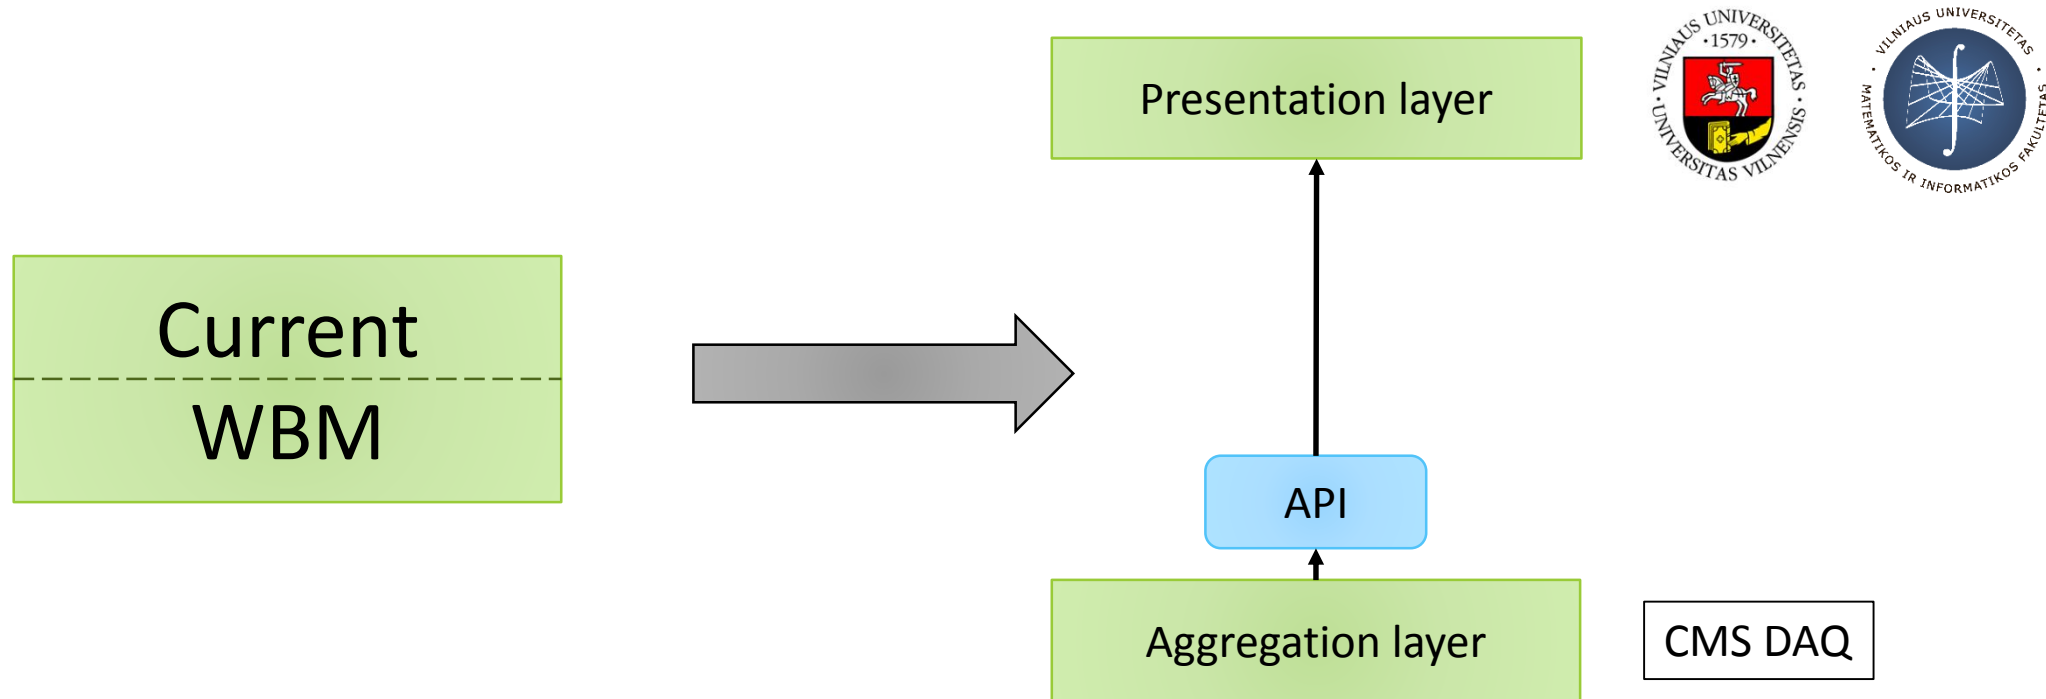 Presentation layer
VILNIAUS UNIVERSITETAS
·1579·
UNIVERSITAS VILNENSIS
VILNIAUS UNIVERSITETAS
MATEMATIKOS IR INFORMATIKOS FAKULTETAS
Current
WBM
API
Aggregation layer
CMS DAQ